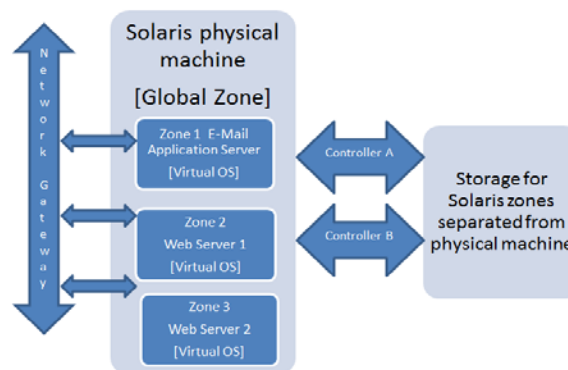 Network Gateway
Solaris physical
machine
[Global Zone]
Zone 1 E-Mail
Application Server
[Virtual OS]
Zone 2
Web Server 1
[Virtual OS]
Zone 3
Web Server 2
[Virtual OS]
Controller A
Controller B
Storage for
Solaris zones
separated from
physical machine